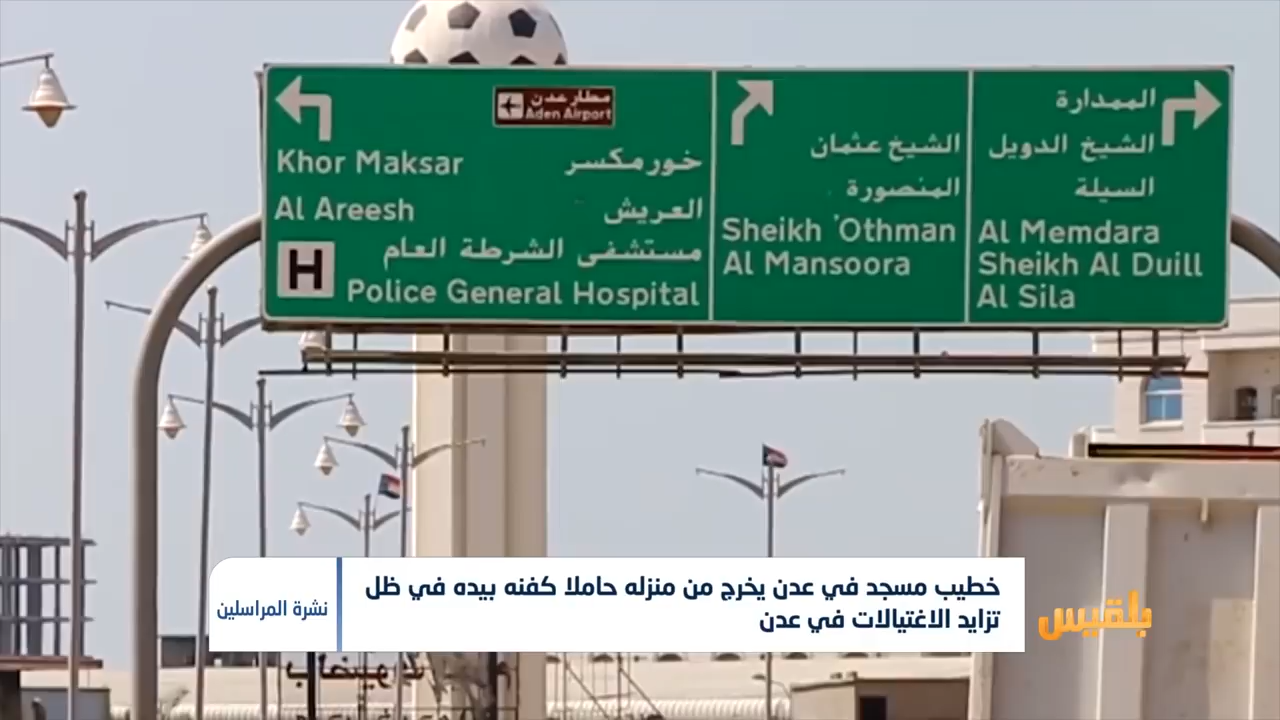 مطار عدن
Aden Airport
Khor Maksar
خور مكسر
Al Areesh
العريش
H
مستشفى الشرطة العام
Police General Hospital
الشيخ عثمان
المنصورة
Sheikh 'Othman
Al Mansoora
الممدارة
الشيخ الدويل
السيلة
Al Memdara
Sheikh Al Duill
Al Sila
خطيب مسجد في عدن يخرج من منزله حاملا كفنه بيده في ظل
تزايد الاغتيالات في عدن
نشرة المراسلين
بلقيس